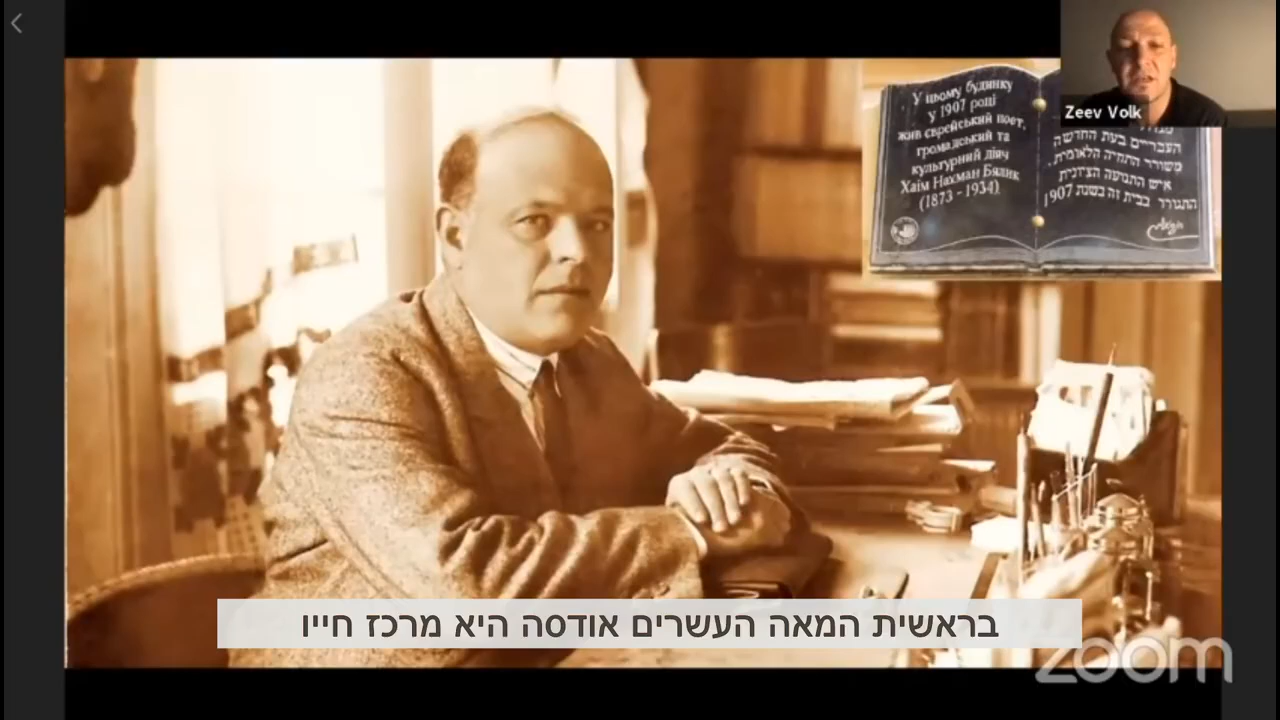 У цьому будинку
У 1907 році
жив єврейський поет,
громадський та
культурний діяч
Хаїм Нахман Бялик
(1873 - 1934)
העבריים בעת החדשה
משורר התחיה הלאומית,
איש התנועה הציונית
התגורר בבית זה בשנת 1907
Zeev Volk
בראשית המאה העשרים אודסה היא מרכז חייו
zoom